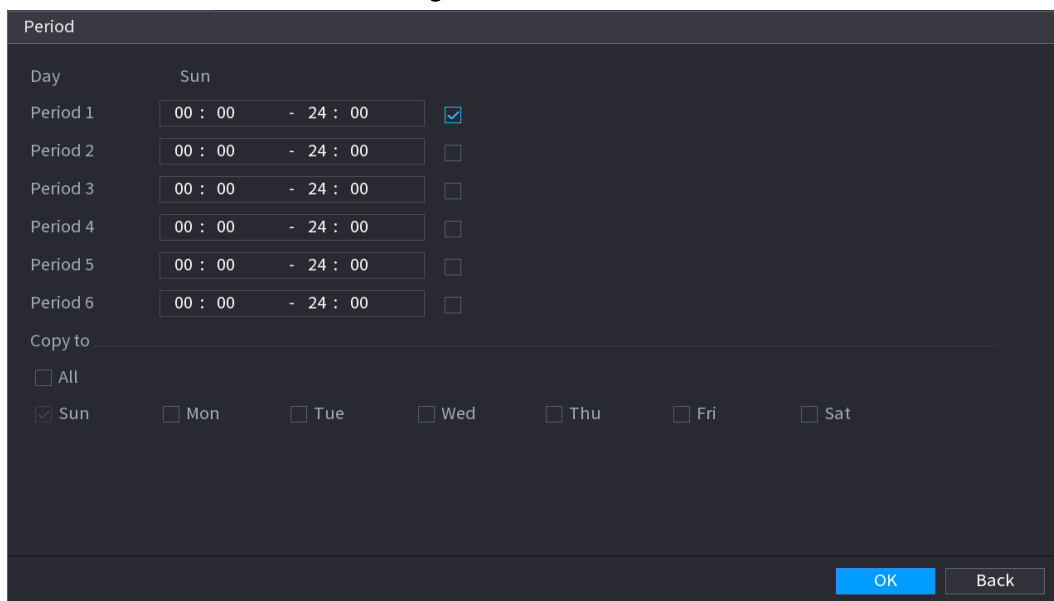 Period
Day Sun
Period 1 00 : 00 - 24 : 00
Period 2 00 : 00 - 24 : 00
Period 3 00 : 00 - 24 : 00
Period 4 00 : 00 - 24 : 00
Period 5 00 : 00 - 24 : 00
Period 6 00 : 00 - 24 : 00
Copy to
All
Sun Mon Tue Wed Thu Fri Sat
OK Back